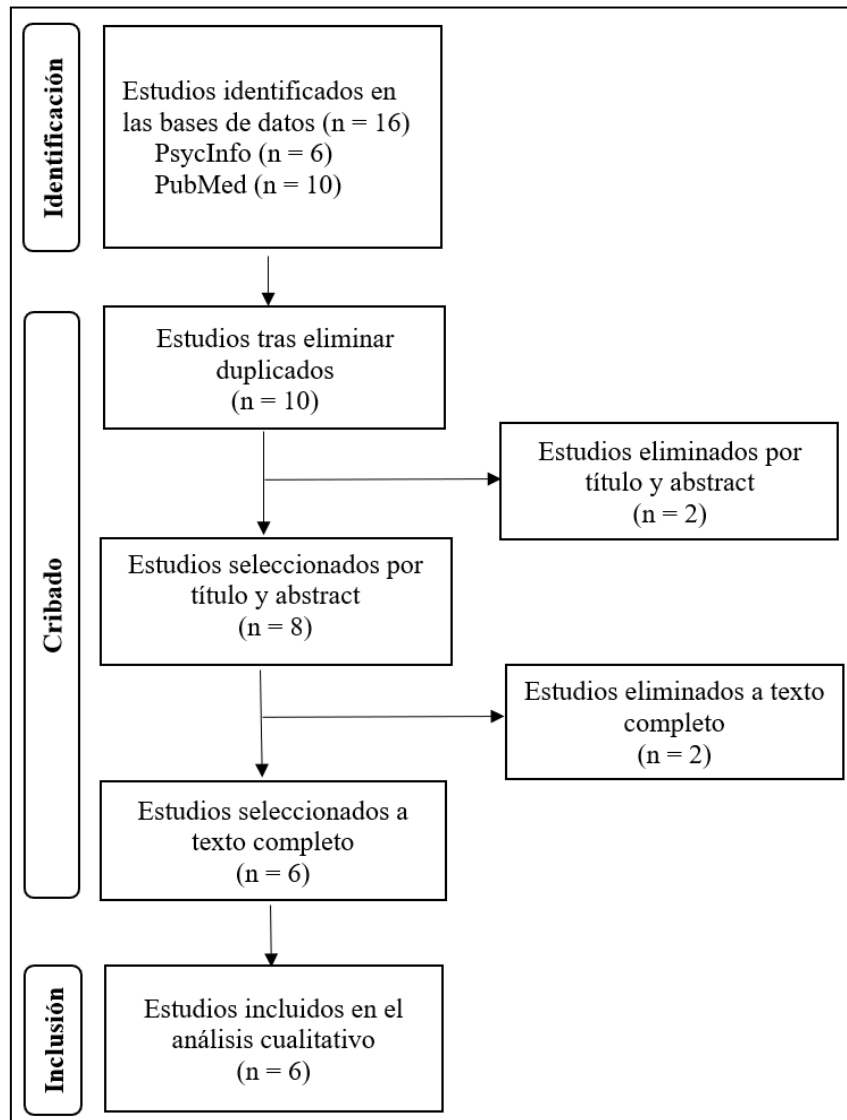 Identificación
Estudios identificados en
las bases de datos (n = 16)
PsycInfo (n = 6)
PubMed (n = 10)
Cribado
Estudios tras eliminar
duplicados
(n = 10)
Estudios eliminados por
título y abstract
(n = 2)
Estudios seleccionados por
título y abstract
(n = 8)
Estudios eliminados a texto
completo
(n = 2)
Estudios seleccionados a
texto completo
(n = 6)
Inclusión
Estudios incluidos en el
análisis cualitativo
(n = 6)